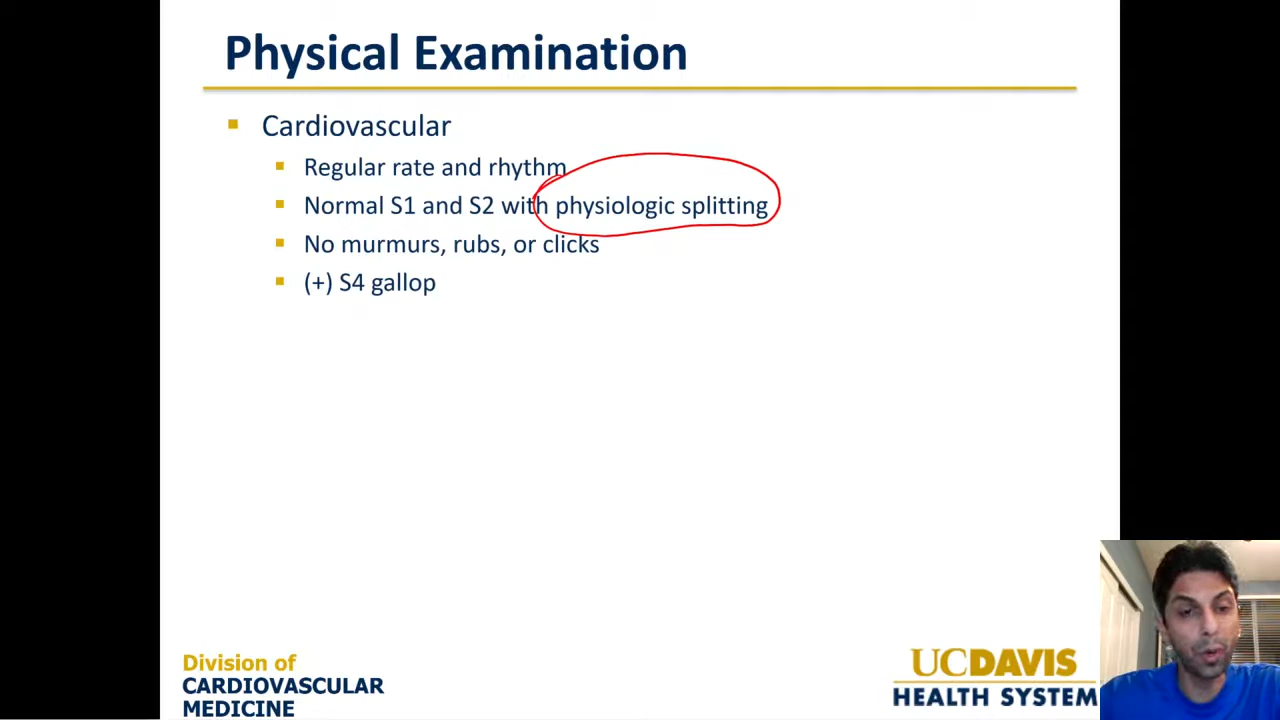 Physical Examination
Cardiovascular
Regular rate and rhythm
Normal S1 and S2 with physiologic splitting
No murmurs, rubs, or clicks
(+) S4 gallop
Division of
CARDIOVASCULAR
MEDICINE
UCDAVIS
HEALTH SYSTEM